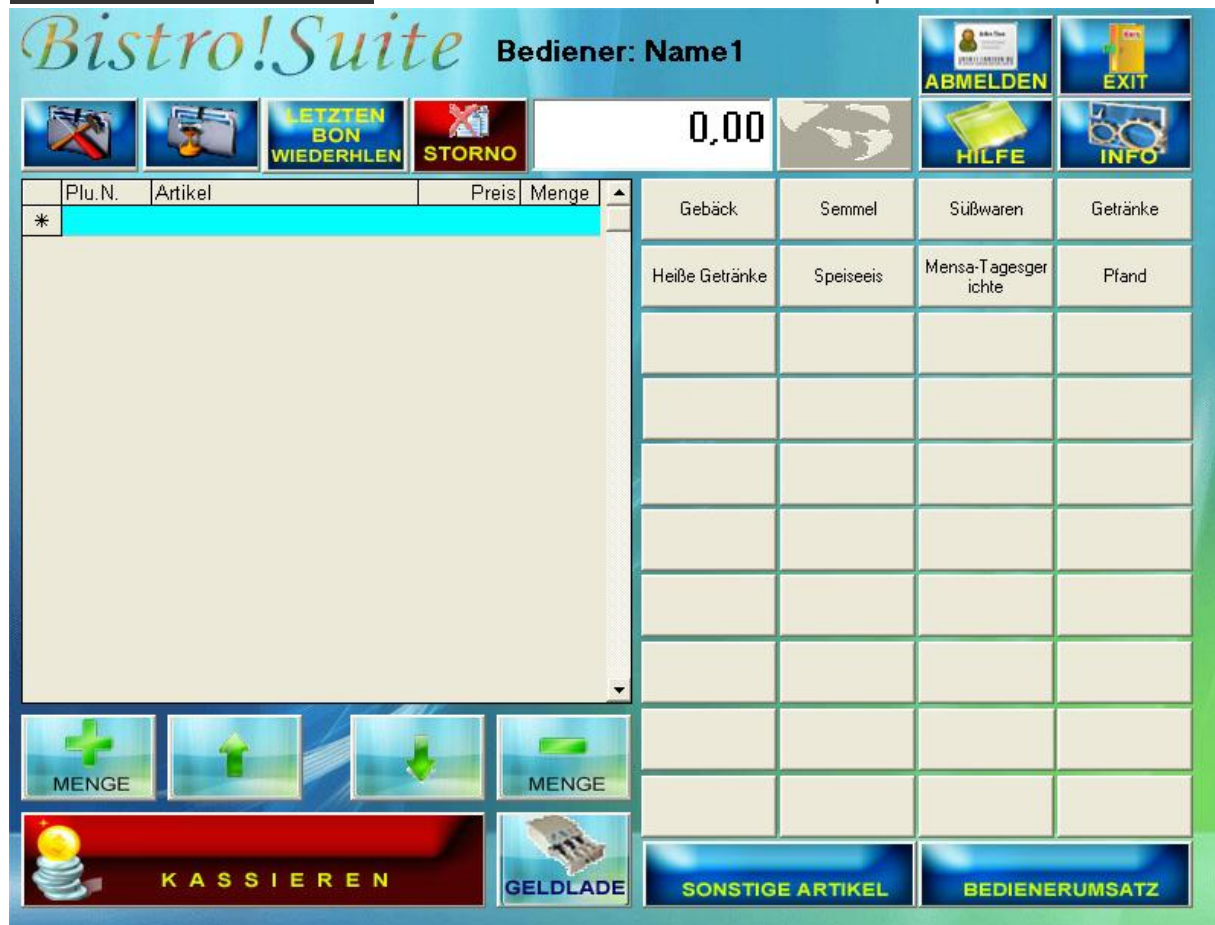 Bistro!Suite Bediener: Name1
ABMELDEN
EXIT
LETZTEN
BON
WIEDERHLEN
STORNO
0,00
HILFE
INFO
Plu.N. Artikel Preis Menge
*
Gebäck Semmel Süßwaren Getränke
Heiße Getränke Speiseeis Mensa-Tagesger
ichte Pfand
MENGE
MENGE
KASSIEREN
GELDLADE
SONSTIGE ARTIKEL
BEDIENERUMSATZ